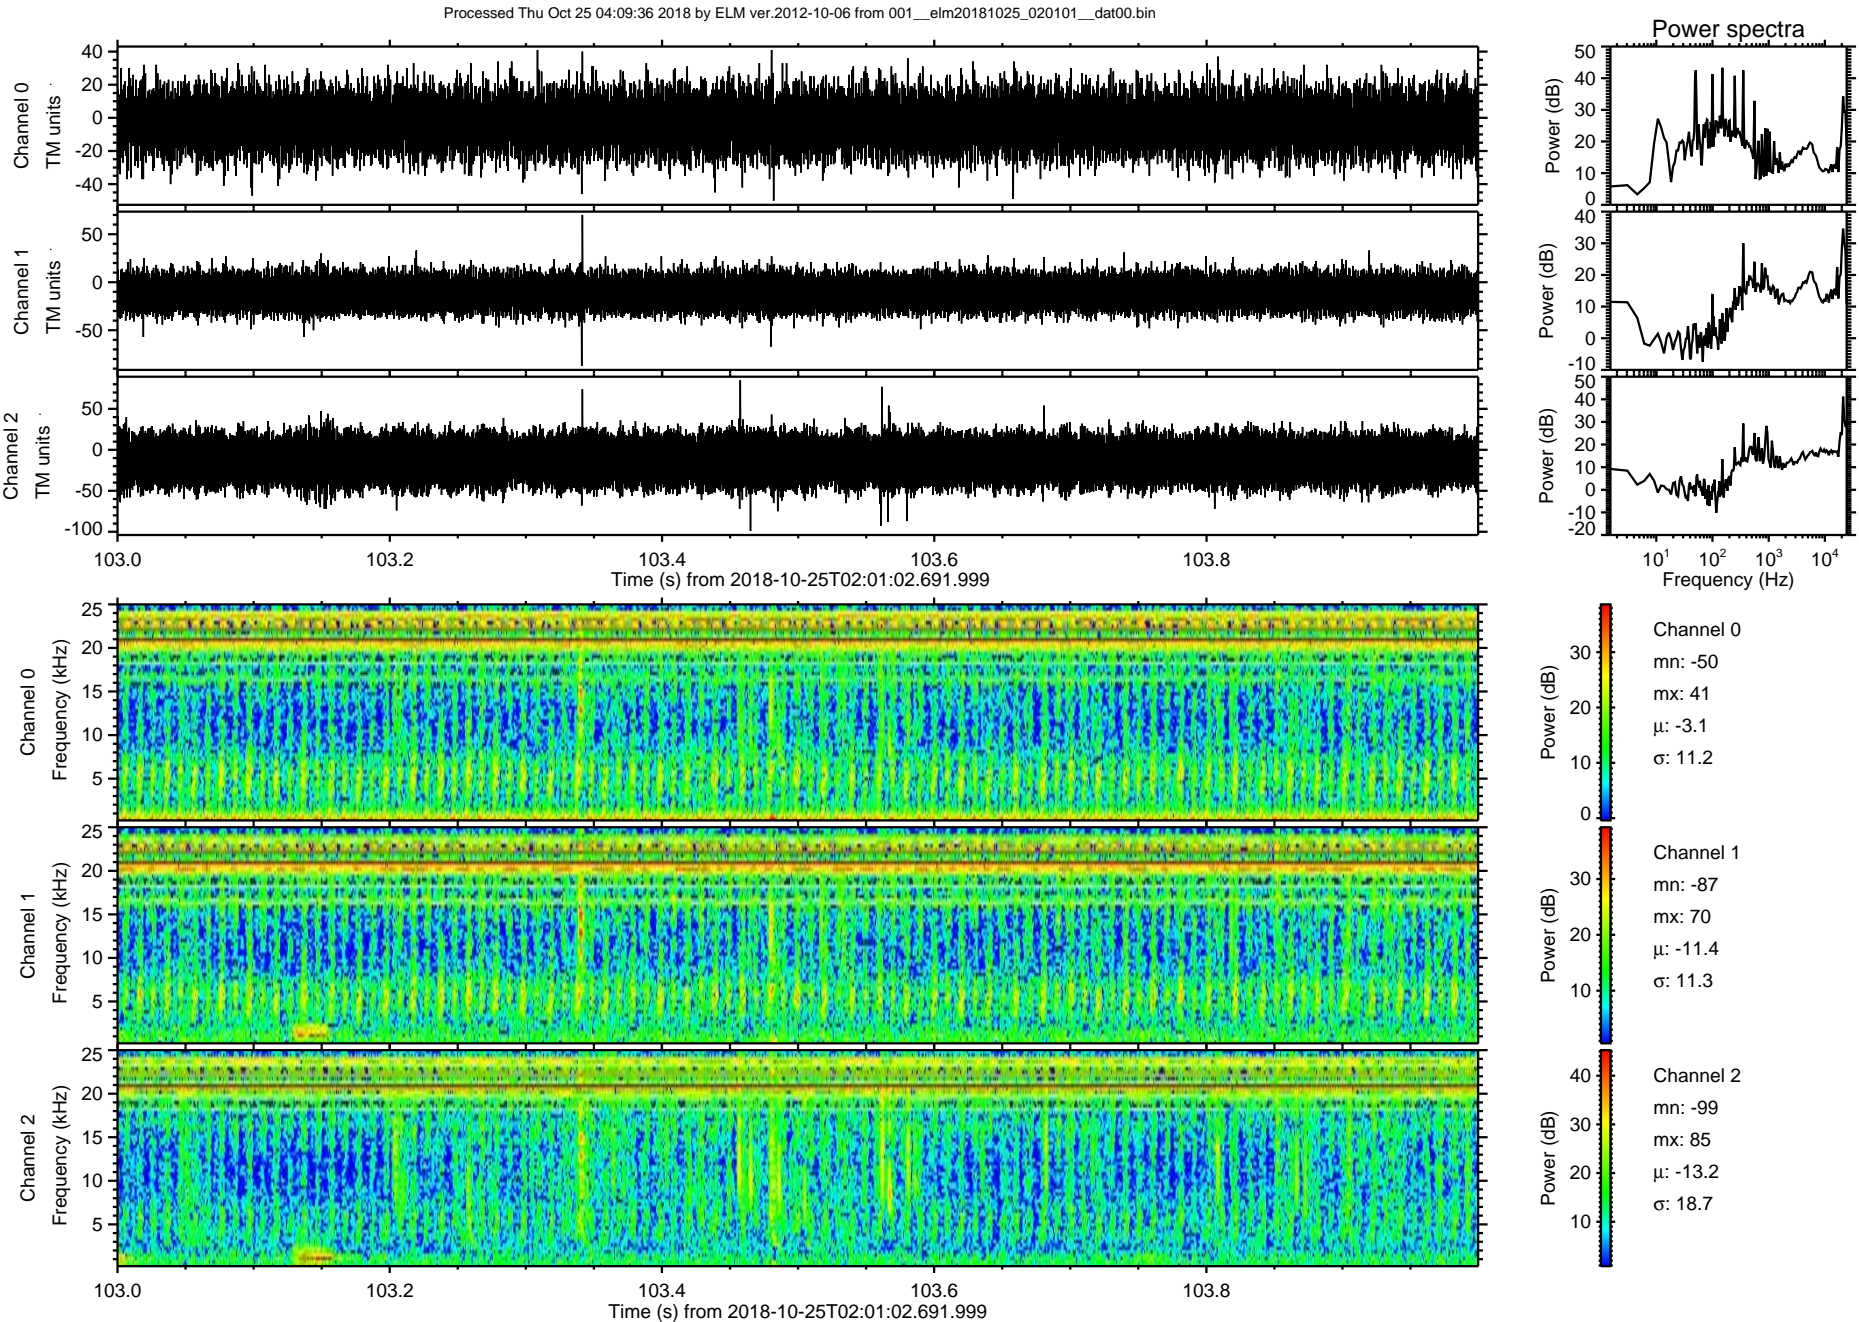 Processed Thu Oct 25 04:09:36 2018 by ELM ver.2012-10-06 from 001__elm20181025_020101__dat00.bin
Power spectra
Channel 0
TM units
40
20
0
-20
-40
Power (dB)
50
40
30
20
10
0
Channel 1
TM units
50
0
-50
Power (dB)
40
30
20
10
0
-10
Channel 2
TM units
50
0
-50
-100
Power (dB)
50
40
30
20
10
0
-10
-20
103.0 103.2 103.4 103.6 103.8
Time (s) from 2018-10-25T02:01:02.691.999
10¹ 10² 10³ 10⁴
Frequency (Hz)
Channel 0
Frequency (kHz)
25
20
15
10
5
Power (dB)
30
20
10
0
Channel 0
mn: -50
mx: 41
μ: -3.1
σ: 11.2
Channel 1
Frequency (kHz)
25
20
15
10
5
Power (dB)
30
20
10
Channel 1
mn: -87
mx: 70
μ: -11.4
σ: 11.3
Channel 2
Frequency (kHz)
25
20
15
10
5
Power (dB)
40
30
20
10
Channel 2
mn: -99
mx: 85
μ: -13.2
σ: 18.7
103.0 103.2 103.4 103.6 103.8
Time (s) from 2018-10-25T02:01:02.691.999